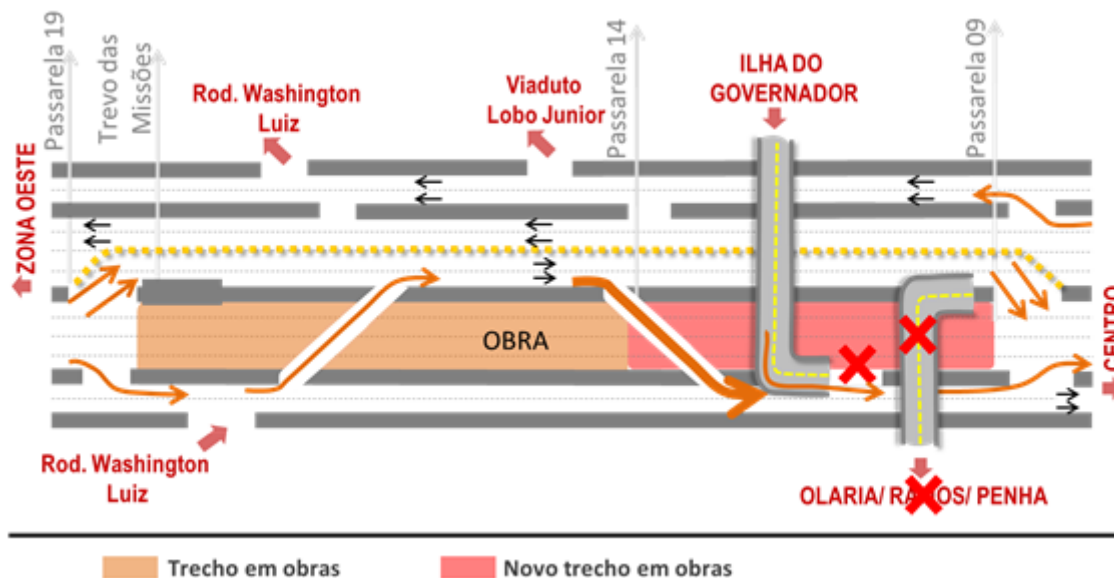 Passarela 19
Trevo das
Missões
Rod. Washington
Luiz
Viaduto
Lobo Junior
Passarela 14
ILHA DO
GOVERNADOR
Passarela 09
ZONA OESTE
OBRA
CENTRO
Rod. Washington
Luiz
OLARIA/ RAMOS/ PENHA
Trecho em obras
Novo trecho em obras